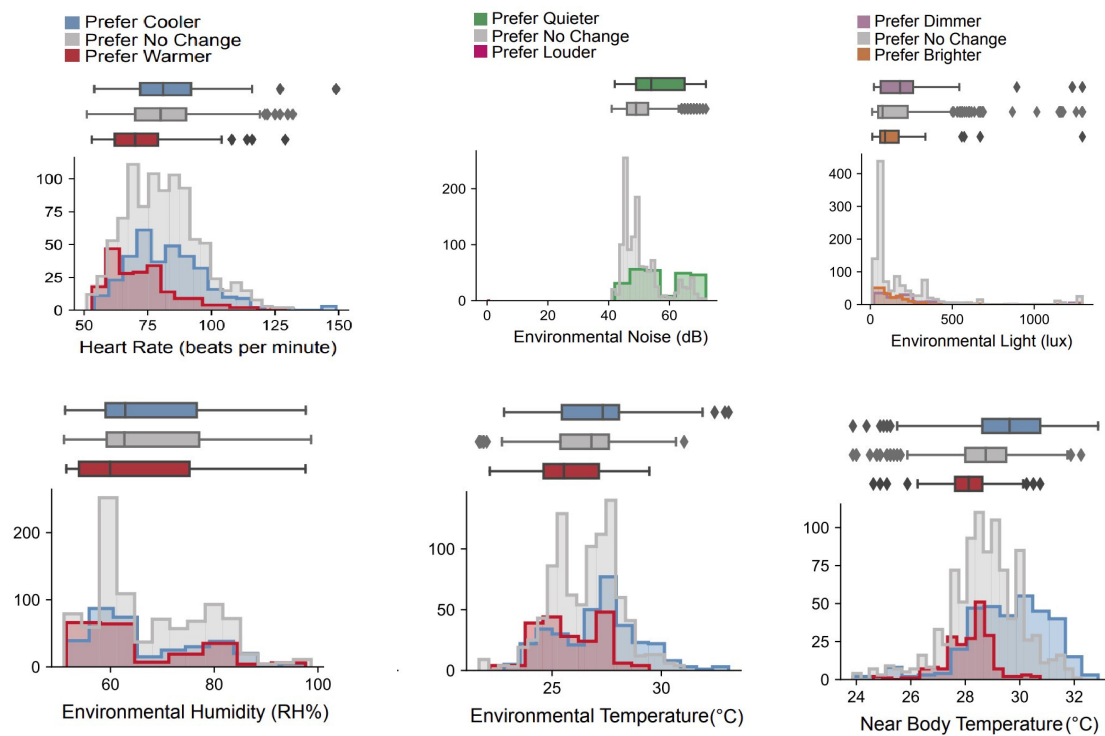 Prefer Cooler
Prefer No Change
Prefer Warmer
100
75
50
25
0
50 75 100 125 150
Heart Rate (beats per minute)
Prefer Quieter
Prefer No Change
Prefer Louder
200
100
0
0 20 40 60
Environmental Noise (dB)
Prefer Dimmer
Prefer No Change
Prefer Brighter
400
300
200
100
0
0 500 1000
Environmental Light (lux)
200
100
0
60 80 100
Environmental Humidity (RH%)
100
50
0
25 30
Environmental Temperature(°C)
100
75
50
25
0
24 26 28 30 32
Near Body Temperature(°C)